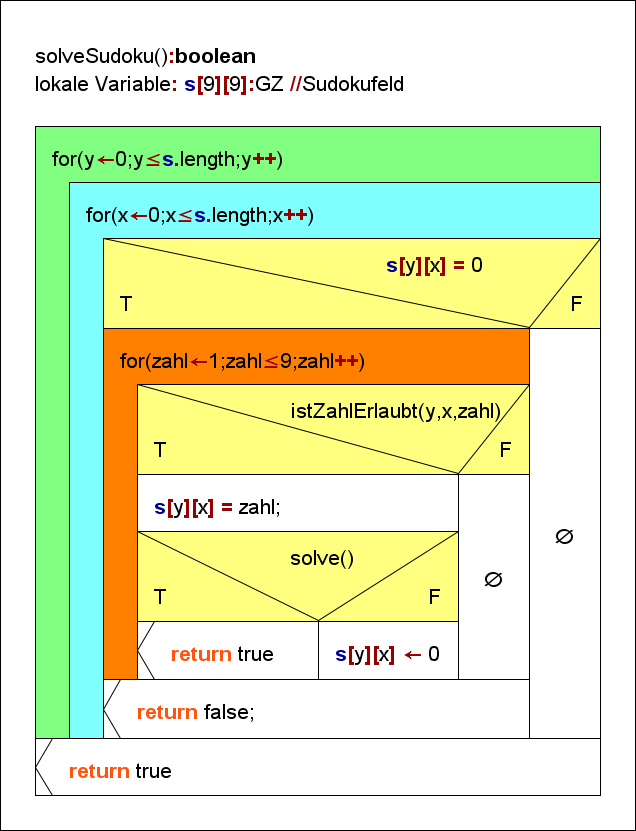 solveSudoku():boolean
lokale Variable: s[9][9]:GZ //Sudokufeld
for(y←0;y≤s.length;y++)
for(x←0;x≤s.length;x++)
s[y][x] = 0
T F
for(zahl←1;zahl≤9;zahl++)
istZahlErlaubt(y,x,zahl)
T F
s[y][x] = zahl;
∅
solve()
∅
T F
return true s[y][x] ← 0
return false;
return true